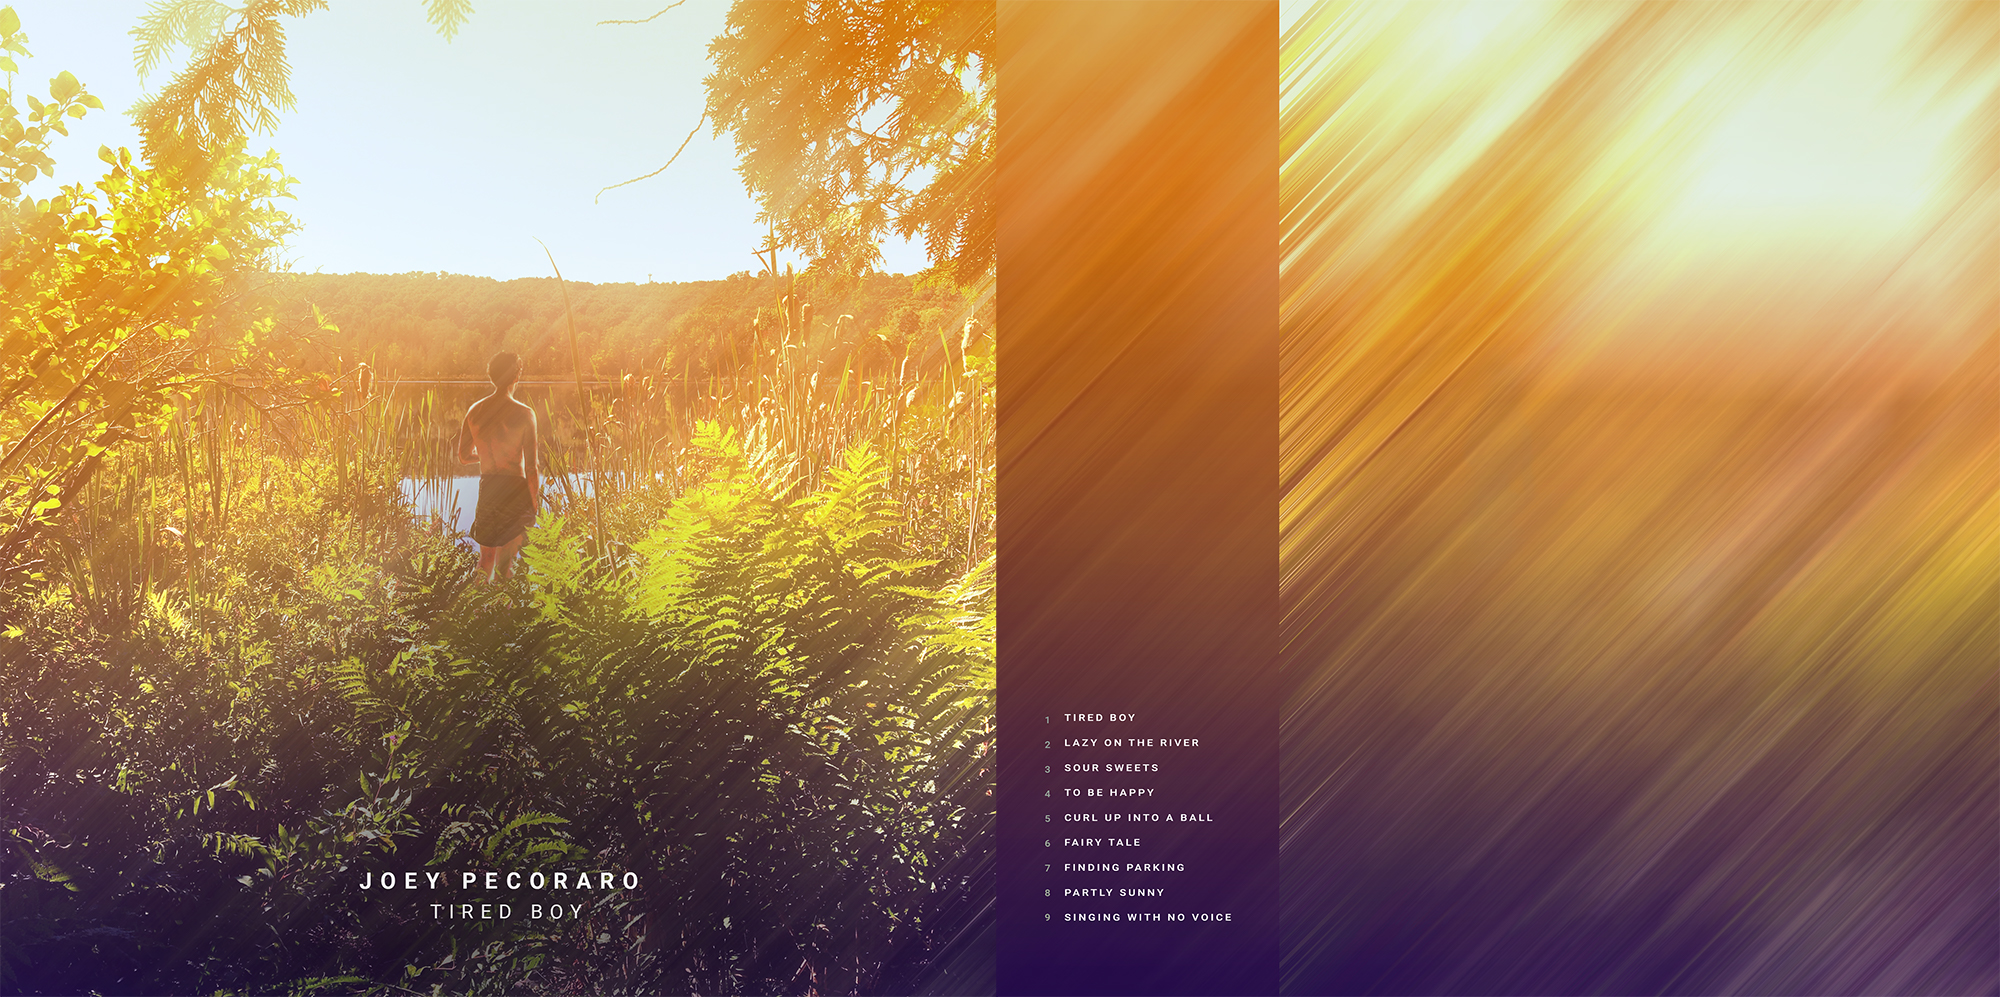 JOEY PECORARO
TIRED BOY
1 TIRED BOY
2 LAZY ON THE RIVER
3 SOUR SWEETS
4 TO BE HAPPY
5 CURL UP INTO A BALL
6 FAIRY TALE
7 FINDING PARKING
8 PARTLY SUNNY
9 SINGING WITH NO VOICE